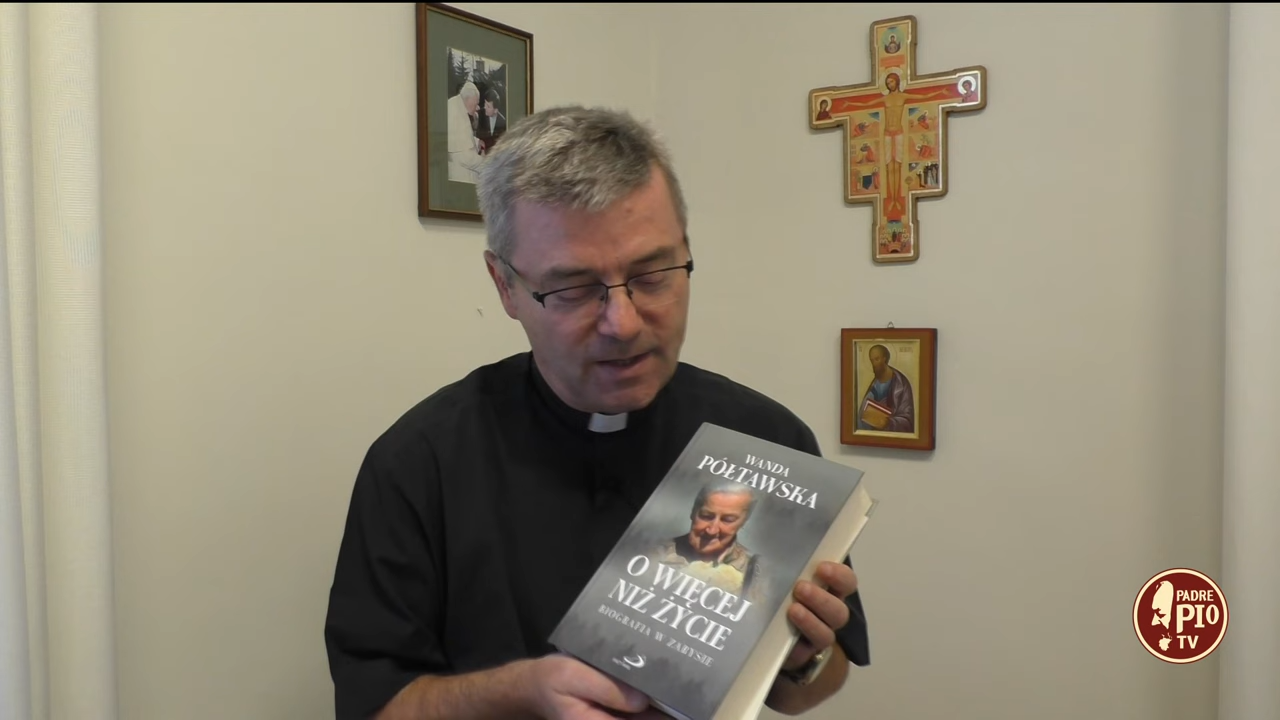 WANDA
PÓŁTAWSKA
O WIĘCEJ
NIŻ ŻYCIE
BIOGRAFIA W ZARYSIE
PADRE
PIO
TV